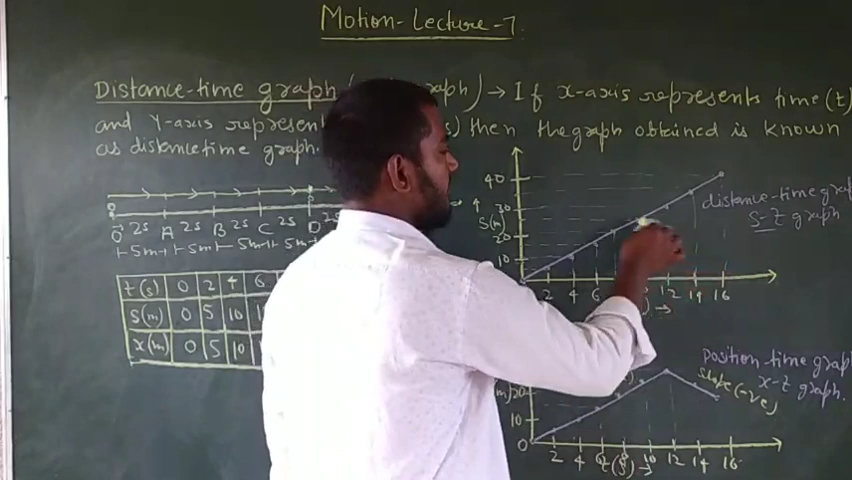 Motion-Lecture-7.
Distance-time graph graph) → If x-axis represents time(t)
and Y-axis represent s) then the graph obtained is known
as distance time graph.
2s 2s 2s 2s
O A B C D
5m 5m 5m 5m
t(s) 0 2 4 6
s(m) 0 5 10
x(m) 0 5 10
40
30
20
10
s(m)
2 4 6 12 14 16
distance-time
s-t graph
20
10
0
2 4 6 8 10 12 14 16
t(s) →
Position-time
x-t graph.
slope(-ve)